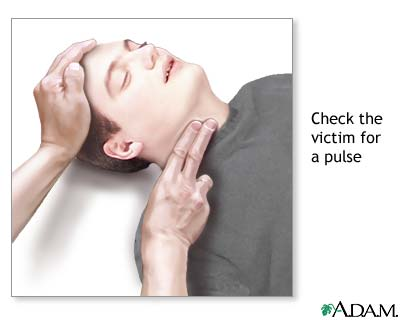 Check the
victim for
a pulse
A.D.A.M.